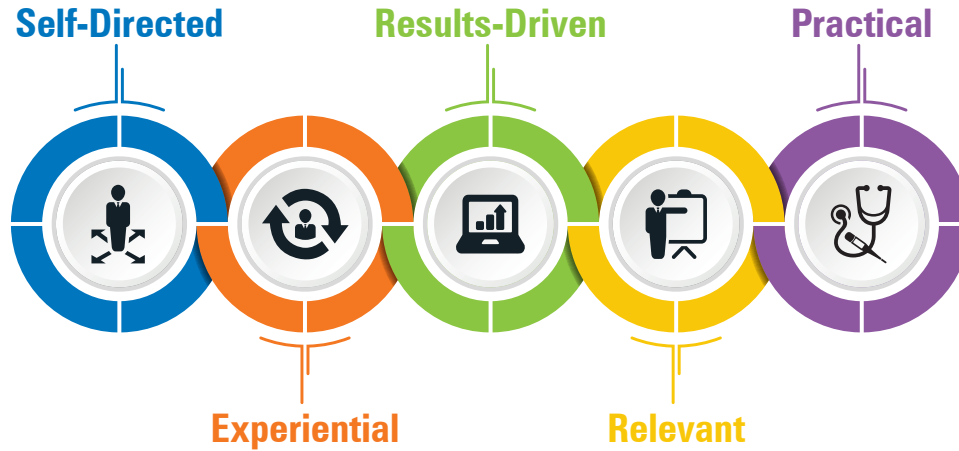 Self-Directed
Results-Driven
Practical
Experiential
Relevant